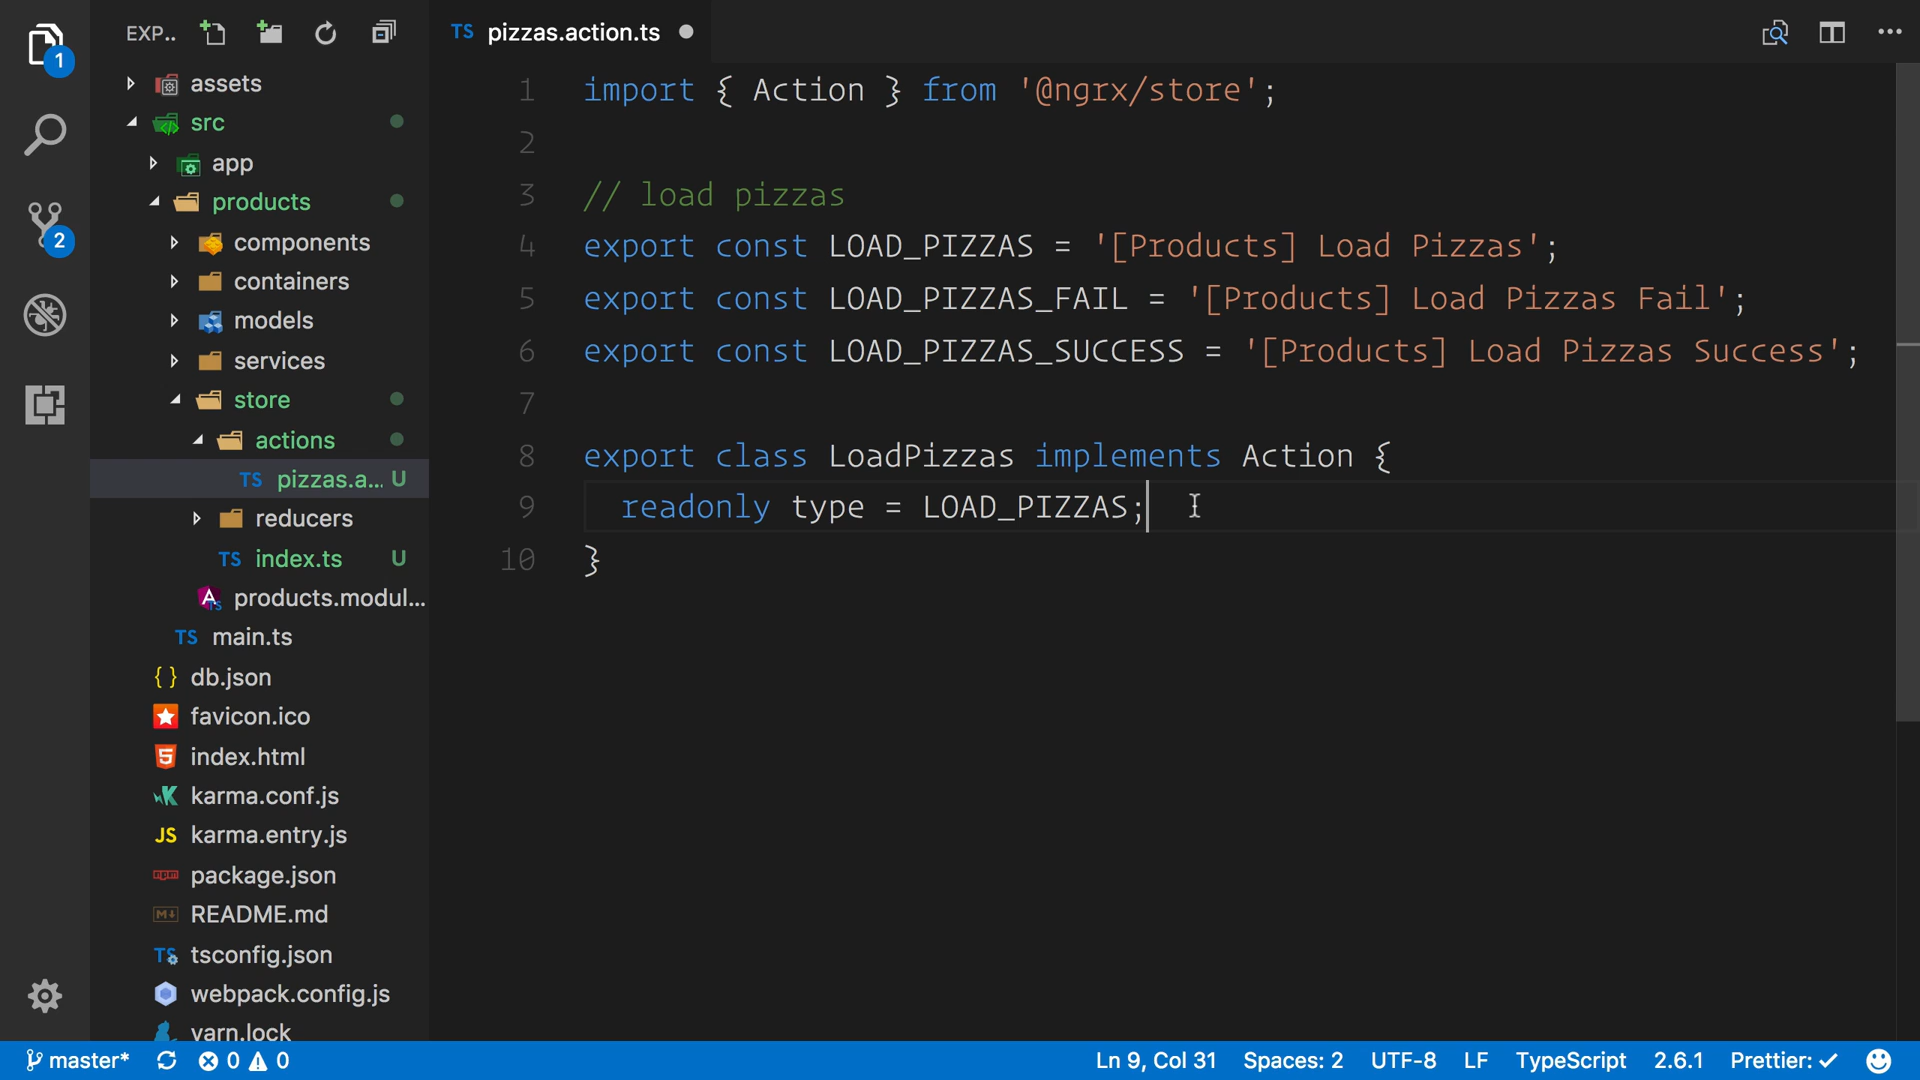 EXP..
assets
src
app
products
components
containers
models
services
store
actions
TS pizzas.a... U
reducers
TS index.ts U
products.modul...
TS main.ts
{ } db.json
favicon.ico
index.html
karma.conf.js
JS karma.entry.js
package.json
README.md
TS tsconfig.json
webpack.config.js
yarn.lock
1
2
TS pizzas.action.ts
1 import { Action } from '@ngrx/store';
2
3 // load pizzas
4 export const LOAD_PIZZAS = '[Products] Load Pizzas';
5 export const LOAD_PIZZAS_FAIL = '[Products] Load Pizzas Fail';
6 export const LOAD_PIZZAS_SUCCESS = '[Products] Load Pizzas Success';
7
8 export class LoadPizzas implements Action {
9 readonly type = LOAD_PIZZAS;
10 }
master* 0 0 Ln 9, Col 31 Spaces: 2 UTF-8 LF TypeScript 2.6.1 Prettier: ✓